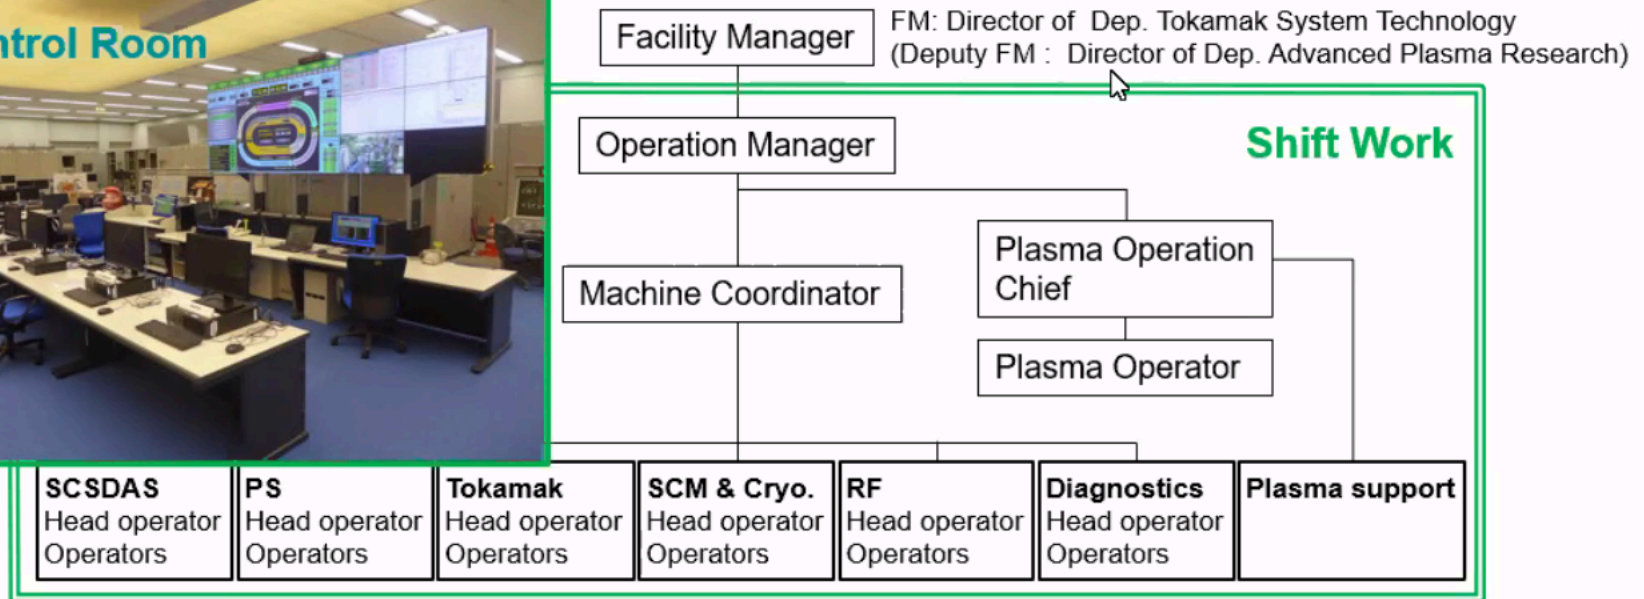 ntrol Room
Facility Manager
FM: Director of Dep. Tokamak System Technology
(Deputy FM : Director of Dep. Advanced Plasma Research)
Operation Manager
Shift Work
Plasma Operation
Chief
Machine Coordinator
Plasma Operator
SCSDAS
Head operator
Operators
PS
Head operator
Operators
Tokamak
Head operator
Operators
SCM & Cryo.
Head operator
Operators
RF
Head operator
Operators
Diagnostics
Head operator
Operators
Plasma support